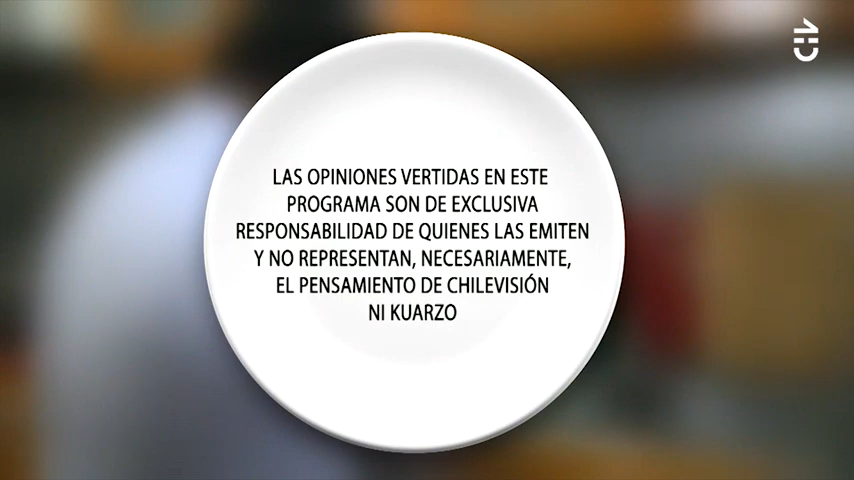 CHV
LAS OPINIONES VERTIDAS EN ESTE
PROGRAMA SON DE EXCLUSIVA
RESPONSABILIDAD DE QUIENES LAS EMITEN
Y NO REPRESENTAN, NECESARIAMENTE,
EL PENSAMIENTO DE CHILEVISIÓN
NI KUARZO